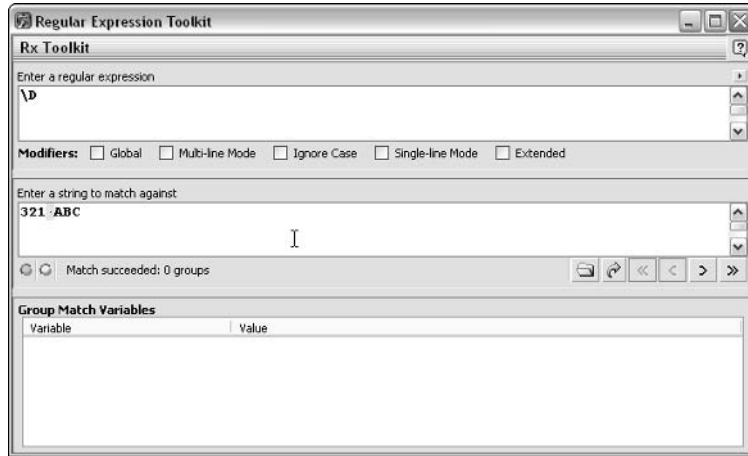 Regular Expression Toolkit
Rx Toolkit
Enter a regular expression
\D
Modifiers: Global Multi-line Mode Ignore Case Single-line Mode Extended
Enter a string to match against
321·ABC
Match succeeded: 0 groups
Group Match Variables
Variable Value